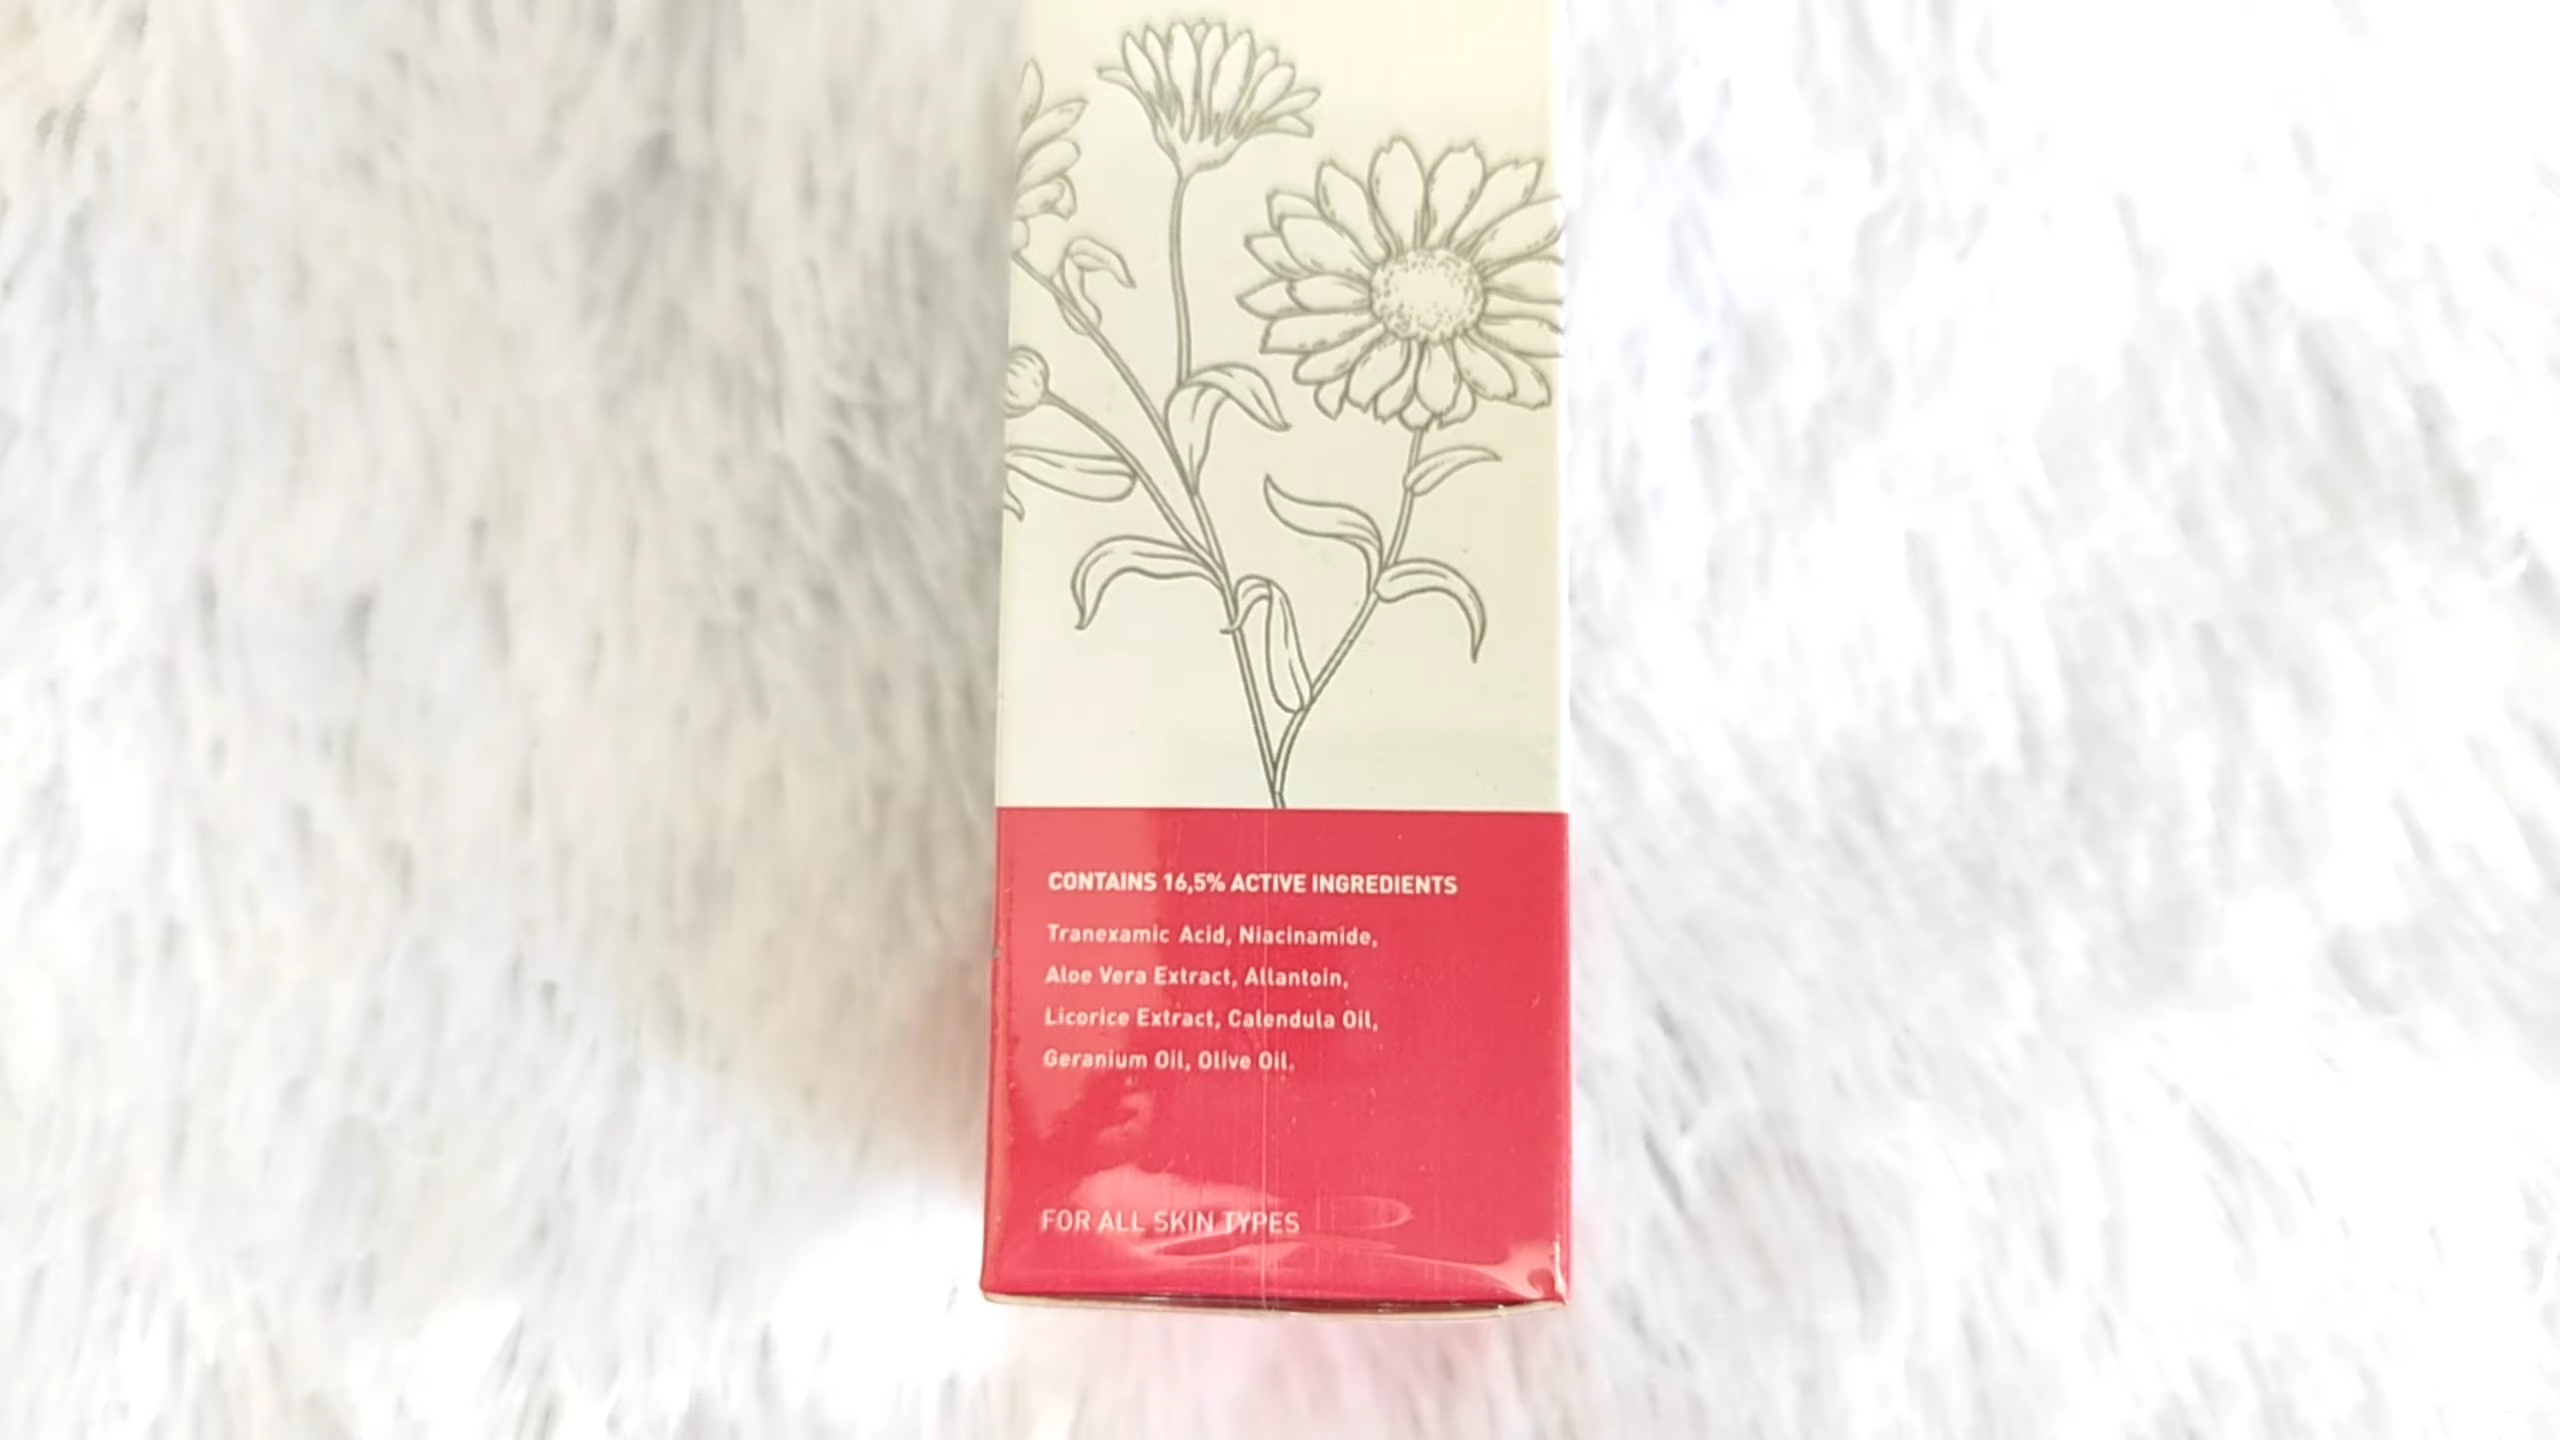 CONTAINS 16,5% ACTIVE INGREDIENTS
Tranexamic Acid, Niacinamide,
Aloe Vera Extract, Allantoin,
Licorice Extract, Calendula Oil,
Geranium Oil, Olive Oil.
FOR ALL SKIN TYPES